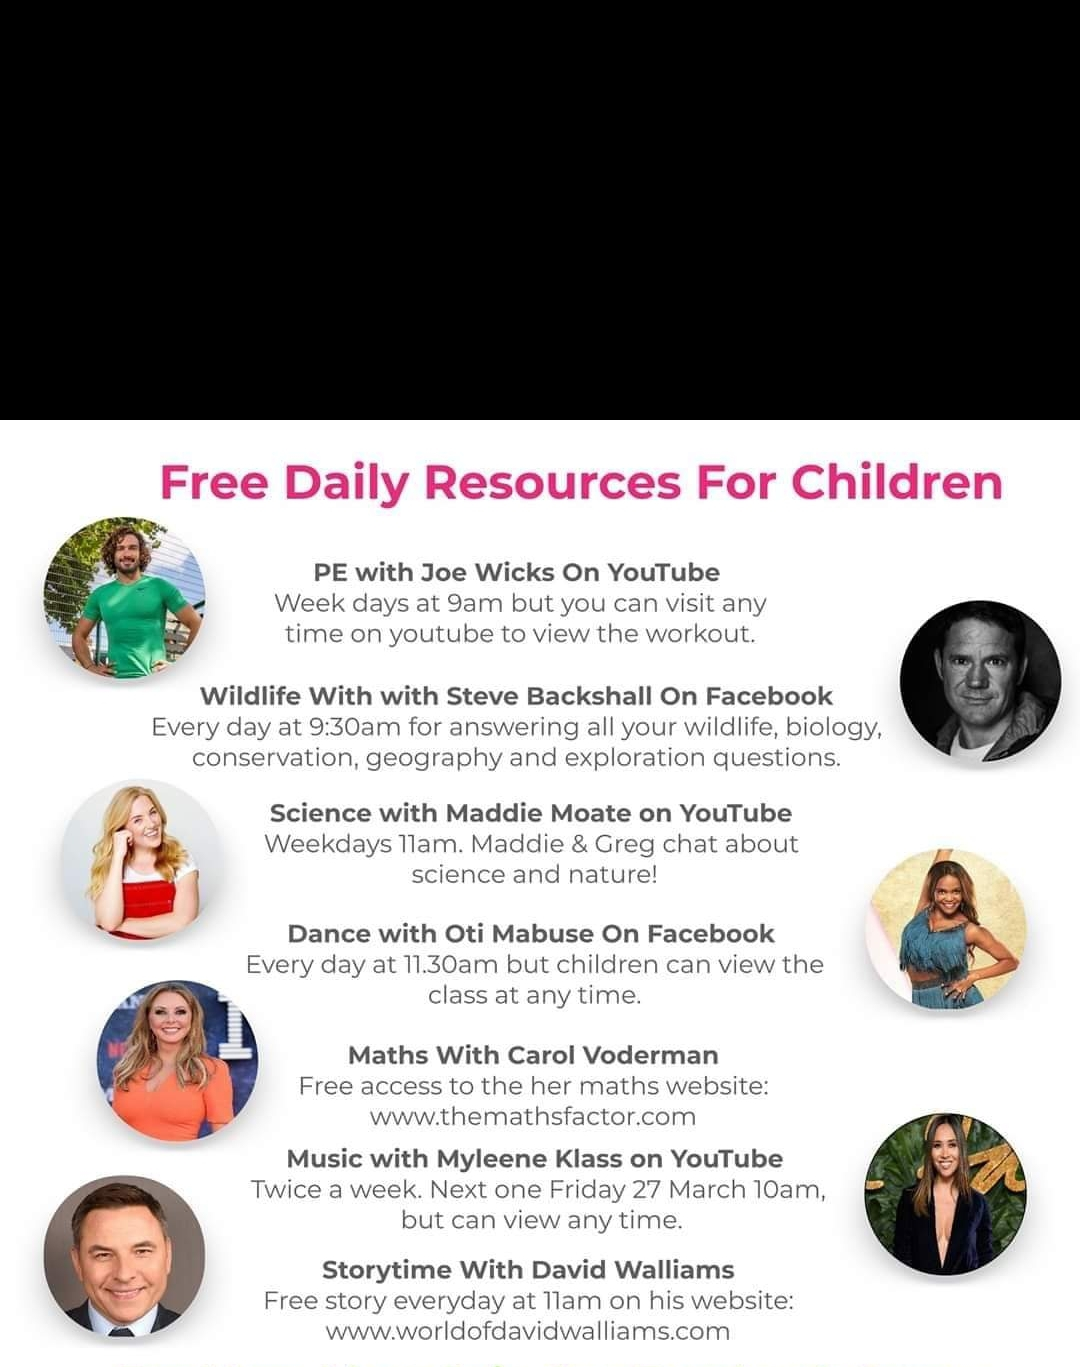 Free Daily Resources For Children
PE with Joe Wicks On YouTube
Week days at 9am but you can visit any
time on youtube to view the workout.
Wildlife With with Steve Backshall On Facebook
Every day at 9:30am for answering all your wildlife, biology,
conservation, geography and exploration questions.
Science with Maddie Moate on YouTube
Weekdays 11am. Maddie & Greg chat about
science and nature!
Dance with Oti Mabuse On Facebook
Every day at 11.30am but children can view the
class at any time.
Maths With Carol Voderman
Free access to the her maths website:
www.themathsfactor.com
Music with Myleene Klass on YouTube
Twice a week. Next one Friday 27 March 10am,
but can view any time.
Storytime With David Walliams
Free story everyday at 11am on his website:
www.worldofdavidwalliams.com